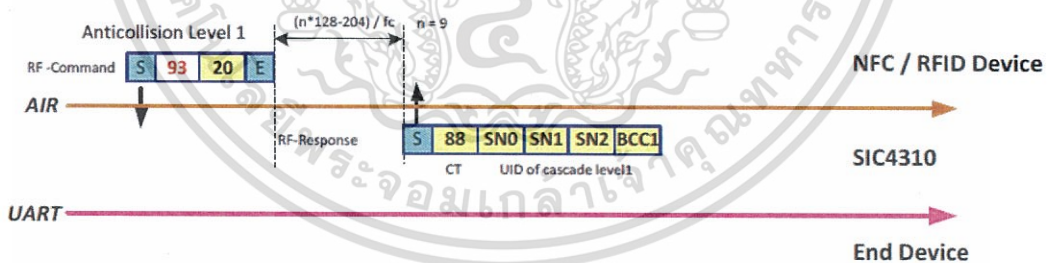 (n*128-204) / fc n = 9
Anticollision Level 1
RF -Command S 93 20 E
NFC / RFID Device
AIR
RF-Response S 88 SN0 SN1 SN2 BCC1
CT UID of cascade level1
SIC4310
UART
End Device